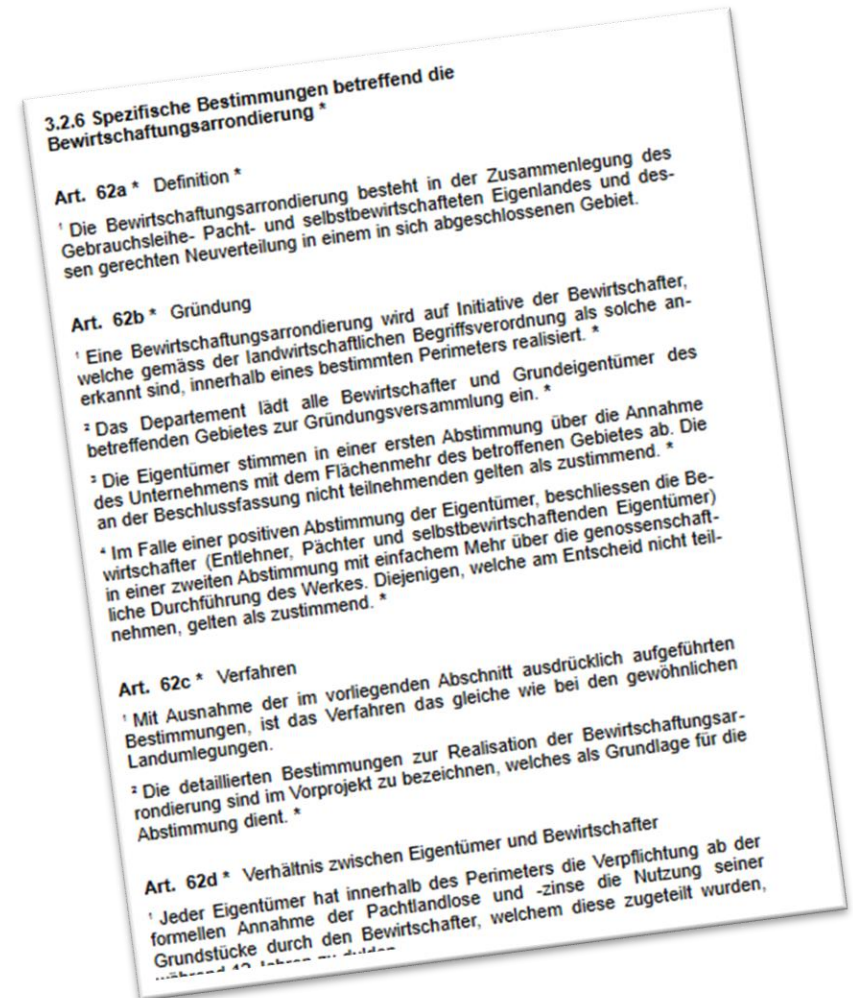 3.2.6 Spezifische Bestimmungen betreffend die
Bewirtschaftungsarrondierung *
Art. 62a * Definition *
¹ Die Bewirtschaftungsarrondierung besteht in der Zusammenlegung des
Gebrauchsleihe- Pacht- und selbstbewirtschafteten Eigenlandes und des-
sen gerechten Neuverteilung in einem in sich abgeschlossenen Gebiet.
Art. 62b * Gründung
¹ Eine Bewirtschaftungsarrondierung wird auf Initiative der Bewirtschafter,
welche gemäss der landwirtschaftlichen Begriffsverordnung als solche an-
erkannt sind, innerhalb eines bestimmten Perimeters realisiert. *
² Das Departement lädt alle Bewirtschafter und Grundeigentümer des
betreffenden Gebietes zur Gründungsversammlung ein. *
³ Die Eigentümer stimmen in einer ersten Abstimmung über die Annahme
des Unternehmens mit dem Flächenmehr des betroffenen Gebietes ab. Die
an der Beschlussfassung nicht teilnehmenden gelten als zustimmend. *
⁴ Im Falle einer positiven Abstimmung der Eigentümer, beschliessen die Be-
wirtschafter (Entlehner, Pächter und selbstbewirtschaftenden Eigentümer)
in einer zweiten Abstimmung mit einfachem Mehr über die genossenschaft-
liche Durchführung des Werkes. Diejenigen, welche am Entscheid nicht teil-
nehmen, gelten als zustimmend. *
Art. 62c * Verfahren
¹ Mit Ausnahme der im vorliegenden Abschnitt ausdrücklich aufgeführten
Bestimmungen, ist das Verfahren das gleiche wie bei den gewöhnlichen
Landumlegungen.
² Die detaillierten Bestimmungen zur Realisation der Bewirtschaftungsar-
rondierung sind im Vorprojekt zu bezeichnen, welches als Grundlage für die
Abstimmung dient. *
Art. 62d * Verhältnis zwischen Eigentümer und Bewirtschafter
¹ Jeder Eigentümer hat innerhalb des Perimeters die Verpflichtung ab der
formellen Annahme der Pachtlandlose und -zinse die Nutzung seiner
Grundstücke durch den Bewirtschafter, welchem diese zugeteilt wurden,